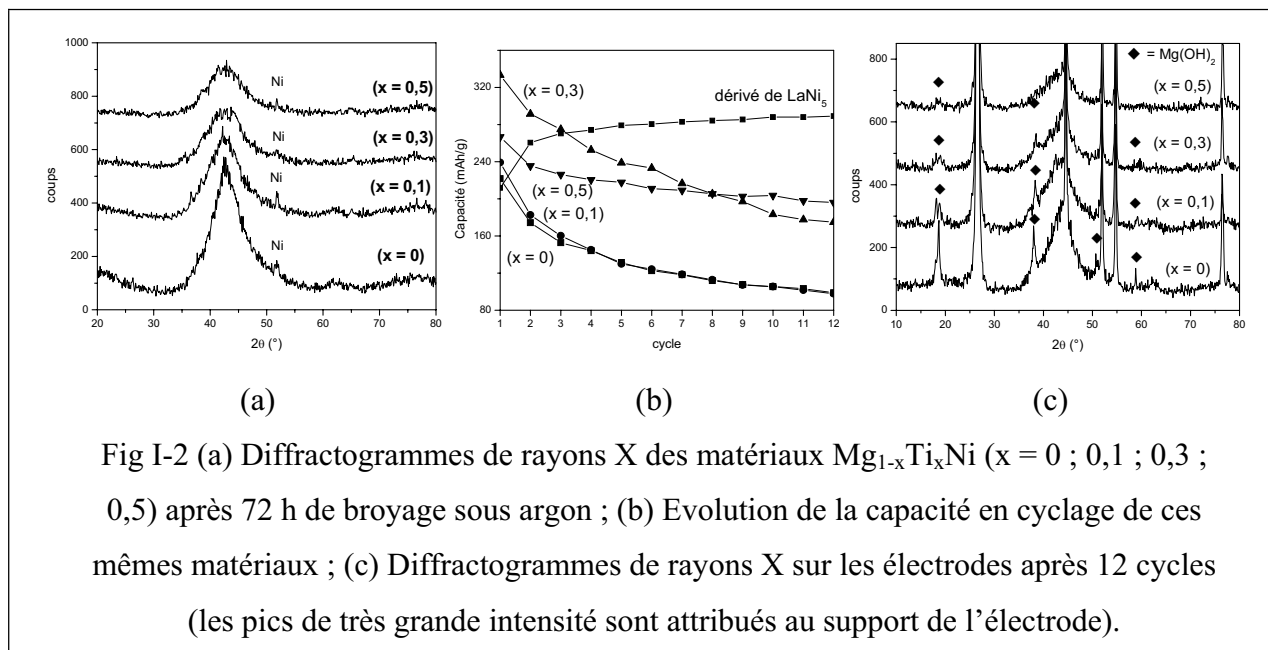 1000
800
600
400
200
0
coups
Ni
(x = 0,5)
Ni
(x = 0,3)
Ni
(x = 0,1)
Ni
(x = 0)
20 30 40 50 60 70 80
2θ (°)
320
240
160
80
Capacité (mAh/g)
(x = 0,3)
dérivé de LaNi₅
(x = 0,5)
(x = 0,1)
(x = 0)
1 2 3 4 5 6 7 8 9 10 11 12
cycle
800
600
400
200
0
coups
◆ = Mg(OH)₂
(x = 0,5)
(x = 0,3)
(x = 0,1)
(x = 0)
10 20 30 40 50 60 70 80
2θ (°)
(a) (b) (c)
Fig I-2 (a) Diffractogrammes de rayons X des matériaux Mg₁₋ₓTiₓNi (x = 0 ; 0,1 ; 0,3 ;
0,5) après 72 h de broyage sous argon ; (b) Evolution de la capacité en cyclage de ces
mêmes matériaux ; (c) Diffractogrammes de rayons X sur les électrodes après 12 cycles
(les pics de très grande intensité sont attribués au support de l’électrode).